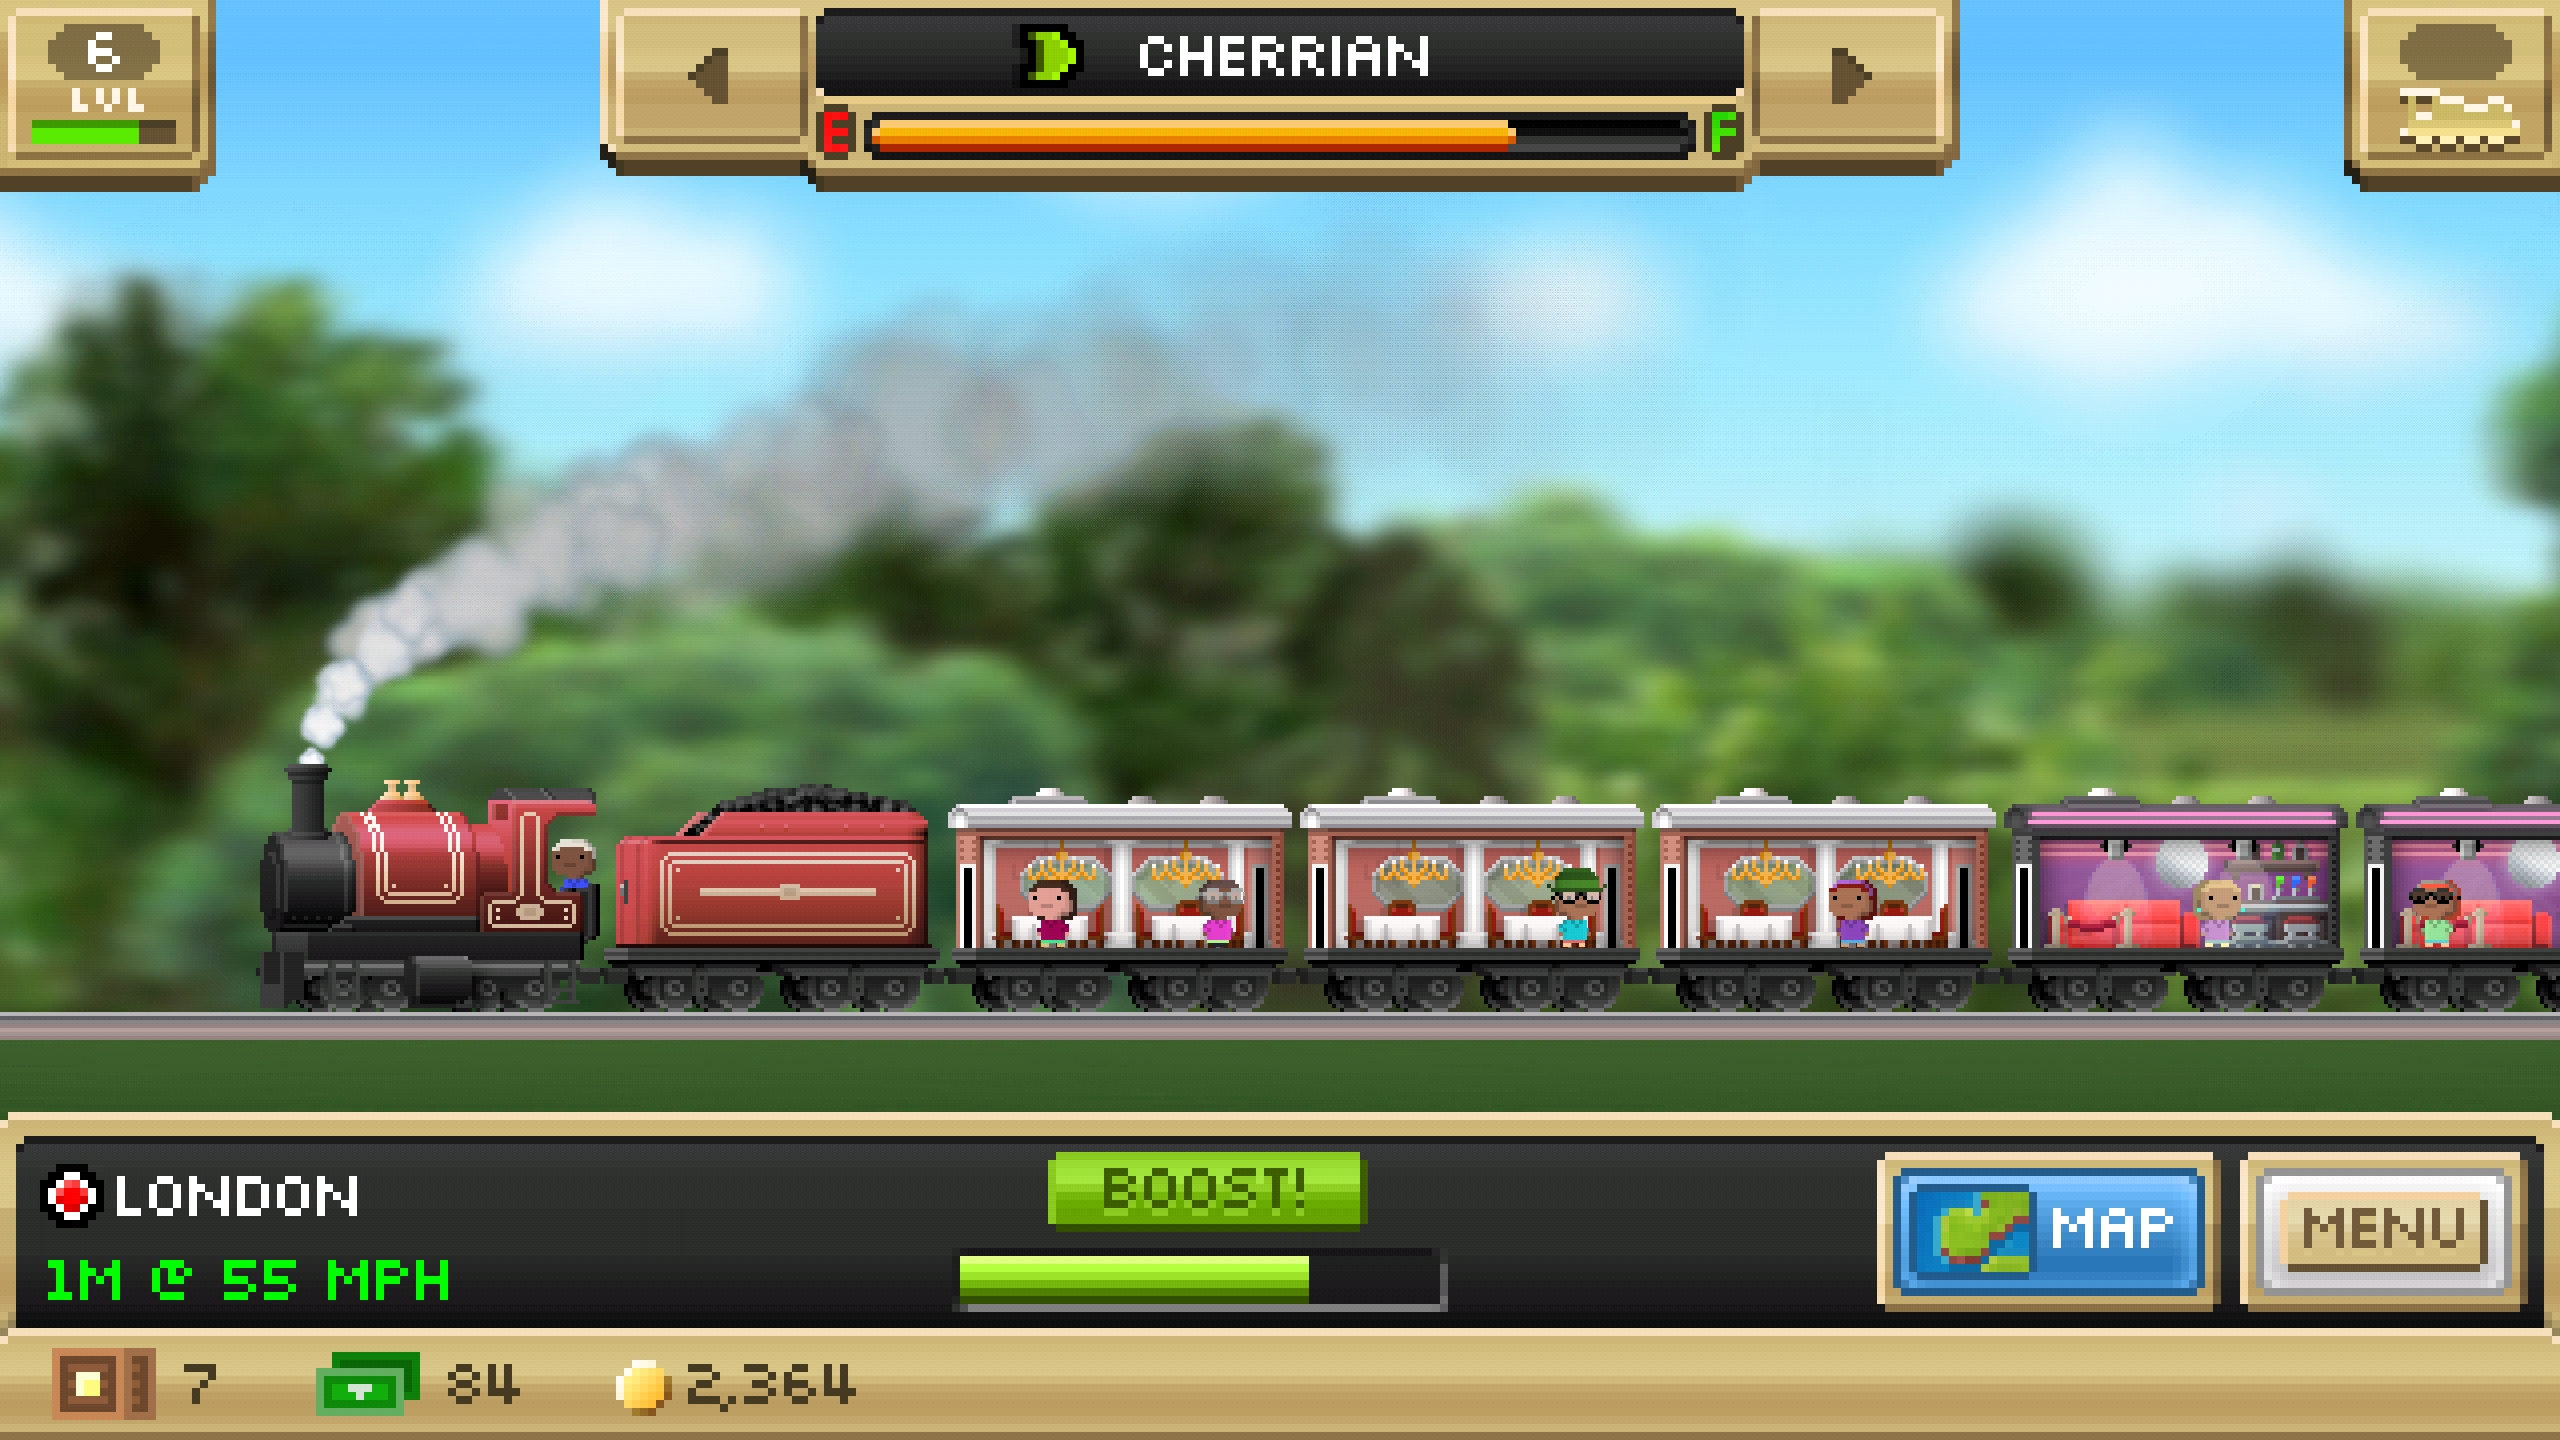 6
LVL
CHERRIAN
E F
LONDON
1M @ 55 MPH
BOOST!
MAP
MENU
7
84
2,364